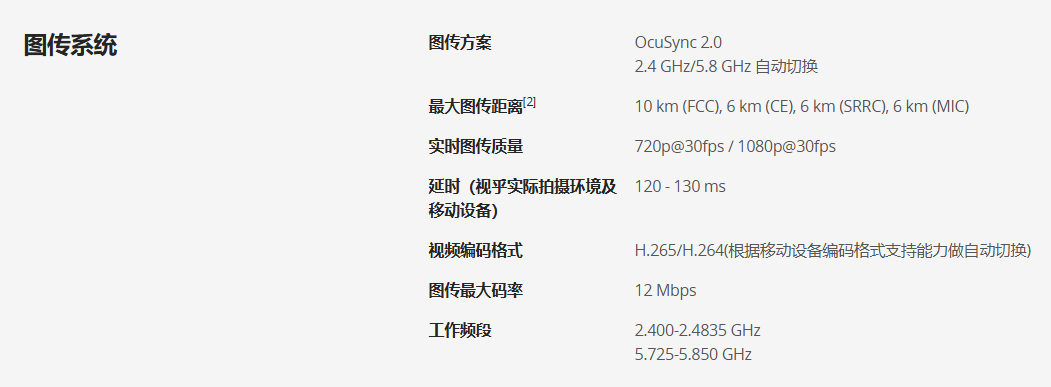 图传系统
图传方案
OcuSync 2.0
2.4 GHz/5.8 GHz 自动切换
最大图传距离[2]
10 km (FCC), 6 km (CE), 6 km (SRRC), 6 km (MIC)
实时图传质量
720p@30fps / 1080p@30fps
延时（视乎实际拍摄环境及
移动设备）
120 - 130 ms
视频编码格式
H.265/H.264(根据移动设备编码格式支持能力做自动切换)
图传最大码率
12 Mbps
工作频段
2.400-2.4835 GHz
5.725-5.850 GHz